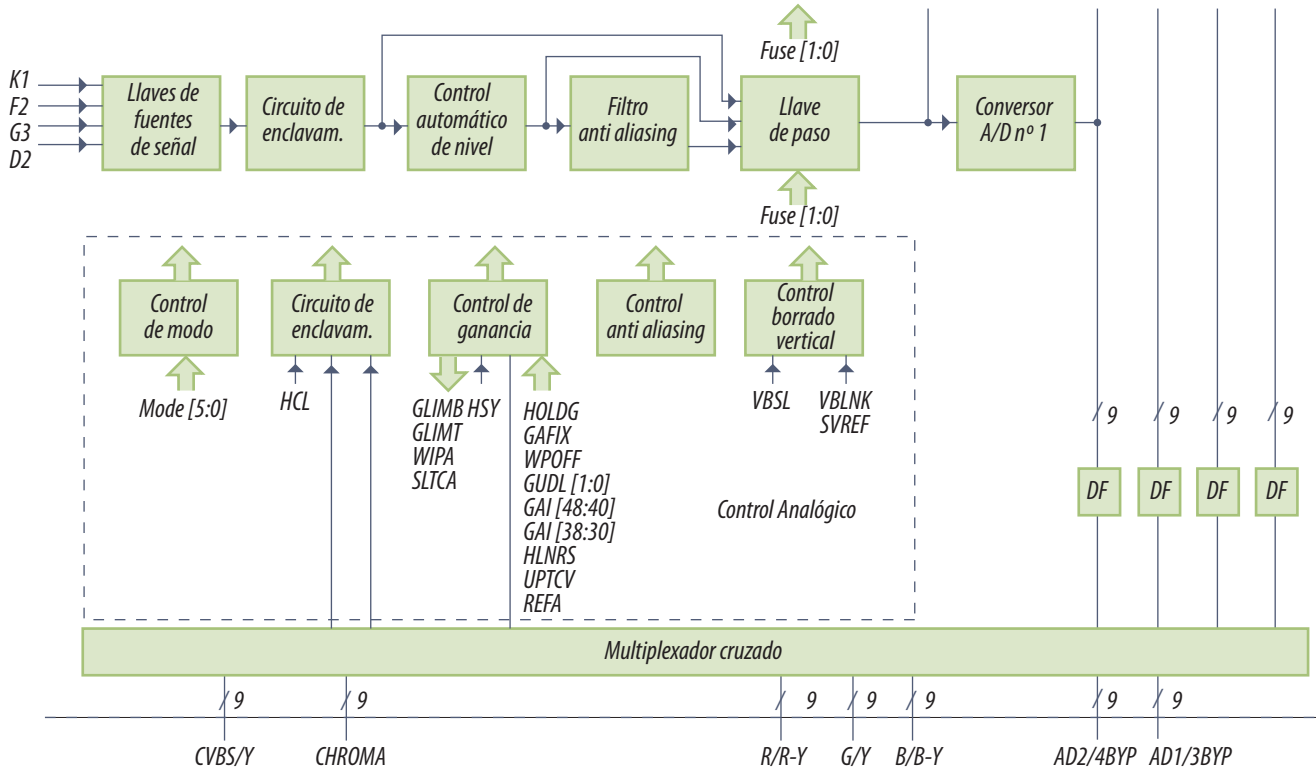 Fuse [1:0]
K1
F2
G3
D2
Llaves de
fuentes
de señal
Circuito de
enclavam.
Control
automático
de nivel
Filtro
anti aliasing
Llave
de paso
Conversor
A/D nº 1
Fuse [1:0]
Control
de modo
Circuito de
enclavam.
Control de
ganancia
Control
anti aliasing
Control
borrado
vertical
Mode [5:0]
HCL
GLIMB
GLIMT
WIPA
SLTCA
HSY
HOLDG
GAFIX
WPOFF
GUDL [1:0]
GAI [48:40]
GAI [38:30]
HLNRS
UPTCV
REFA
VBSL
VBLNK
SVREF
Control Analógico
/ 9
/ 9
/ 9
/ 9
DF
DF
DF
DF
Multiplexador cruzado
/ 9
/ 9
/ 9
/ 9
/ 9
/ 9
/ 9
CVBS/Y
CHROMA
R/R-Y
G/Y
B/B-Y
AD2/4BYP
AD1/3BYP